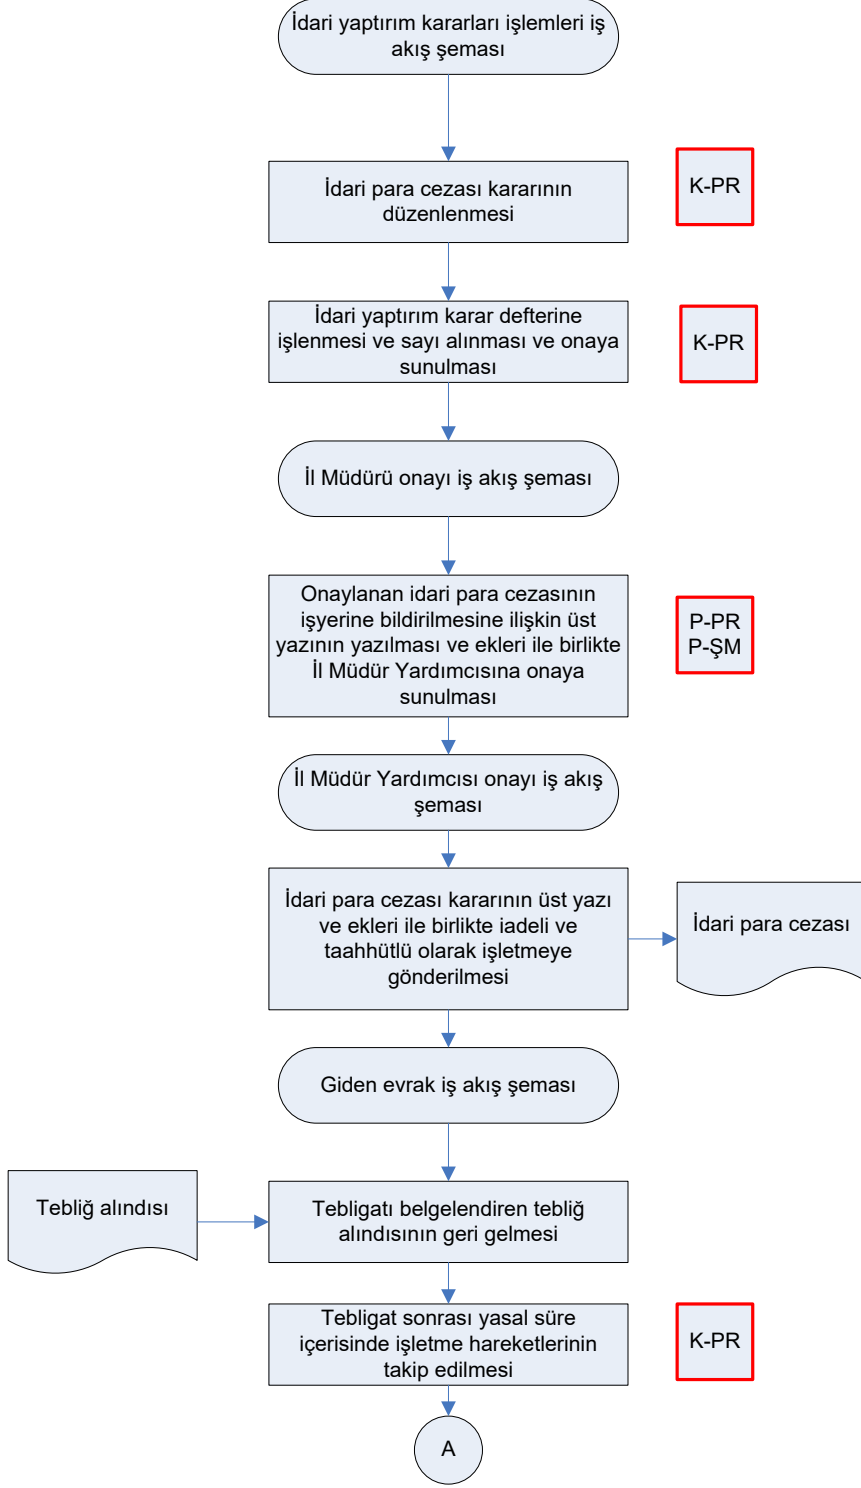 İdari yaptırım kararları işlemleri iş
akış şeması
İdari para cezası kararının
düzenlenmesi
K-PR
İdari yaptırım karar defterine
işlenmesi ve sayı alınması ve onaya
sunulması
K-PR
İl Müdürü onayı iş akış şeması
Onaylanan idari para cezasının
işyerine bildirilmesine ilişkin üst
yazının yazılması ve ekleri ile birlikte
İl Müdür Yardımcısına onaya
sunulması
P-PR
P-ŞM
İl Müdür Yardımcısı onayı iş akış
şeması
İdari para cezası kararının üst yazı
ve ekleri ile birlikte iadeli ve
taahhütlü olarak işletmeye
gönderilmesi
İdari para cezası
Giden evrak iş akış şeması
Tebliğ alındısı
Tebligatı belgelendiren tebliğ
alındısının geri gelmesi
Tebligat sonrası yasal süre
içerisinde işletme hareketlerinin
takip edilmesi
K-PR
A